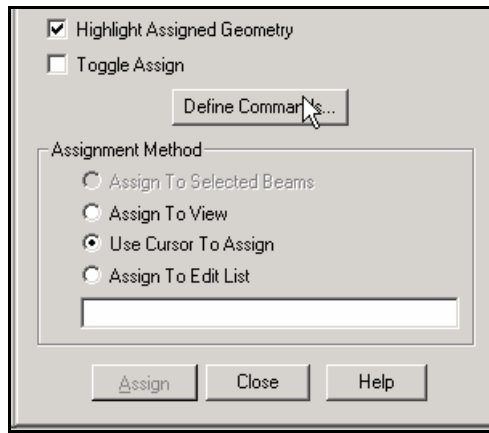 Highlight Assigned Geometry
Toggle Assign
Define Commands...
Assignment Method
Assign To Selected Beams
Assign To View
Use Cursor To Assign
Assign To Edit List
Assign Close Help